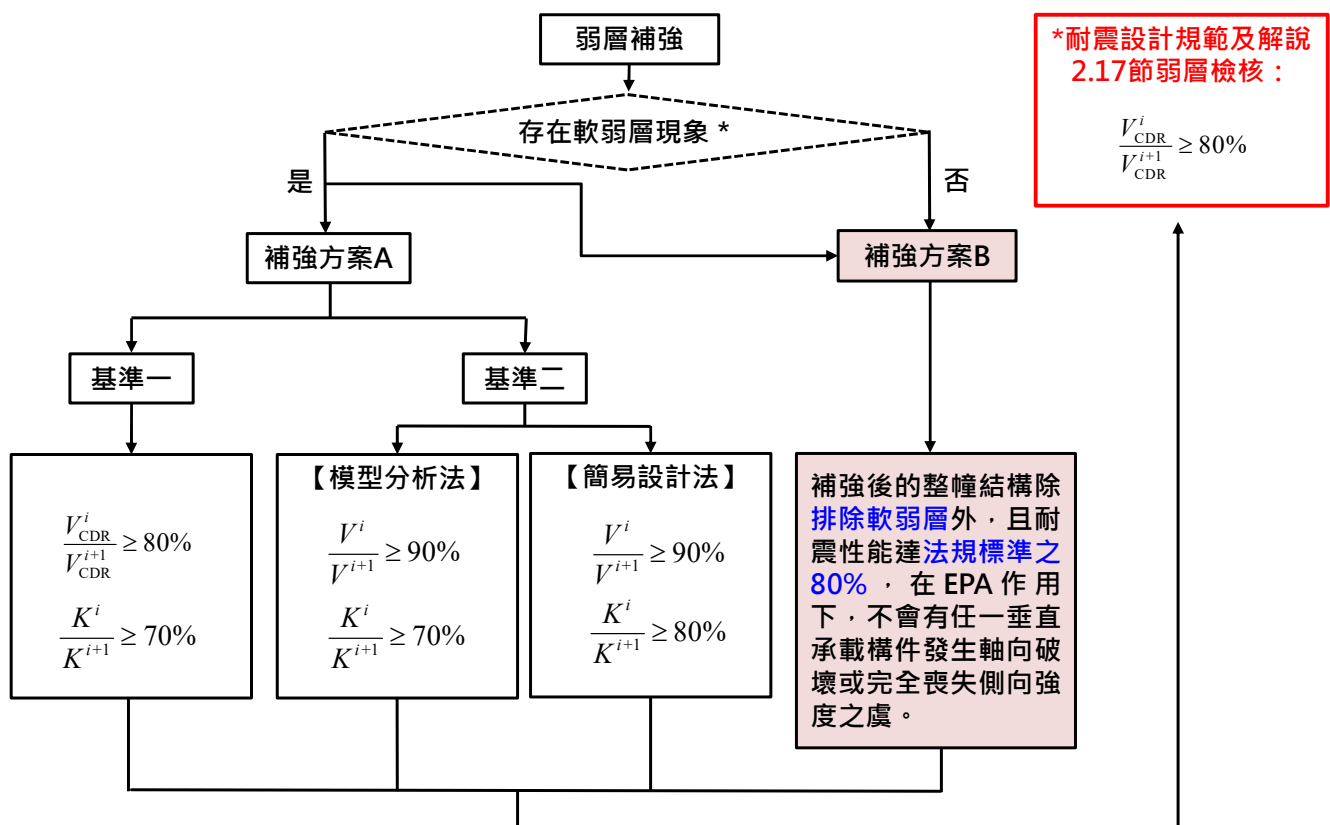 弱層補強
*耐震設計規範及解說
2.17節弱層檢核：
V^i_CDR / V^{i+1}_CDR ≥ 80%
存在軟弱層現象 *
是
否
補強方案A
補強方案B
基準一
基準二
V^i_CDR / V^{i+1}_CDR ≥ 80%
K^i / K^{i+1} ≥ 70%
【模型分析法】
V^i / V^{i+1} ≥ 90%
K^i / K^{i+1} ≥ 70%
【簡易設計法】
V^i / V^{i+1} ≥ 90%
K^i / K^{i+1} ≥ 80%
補強後的整幢結構除
排除軟弱層外，且耐
震性能達法規標準之
80%，在EPA作用
下，不會有任一垂直
承載構件發生軸向破
壞或完全喪失側向強
度之虞。